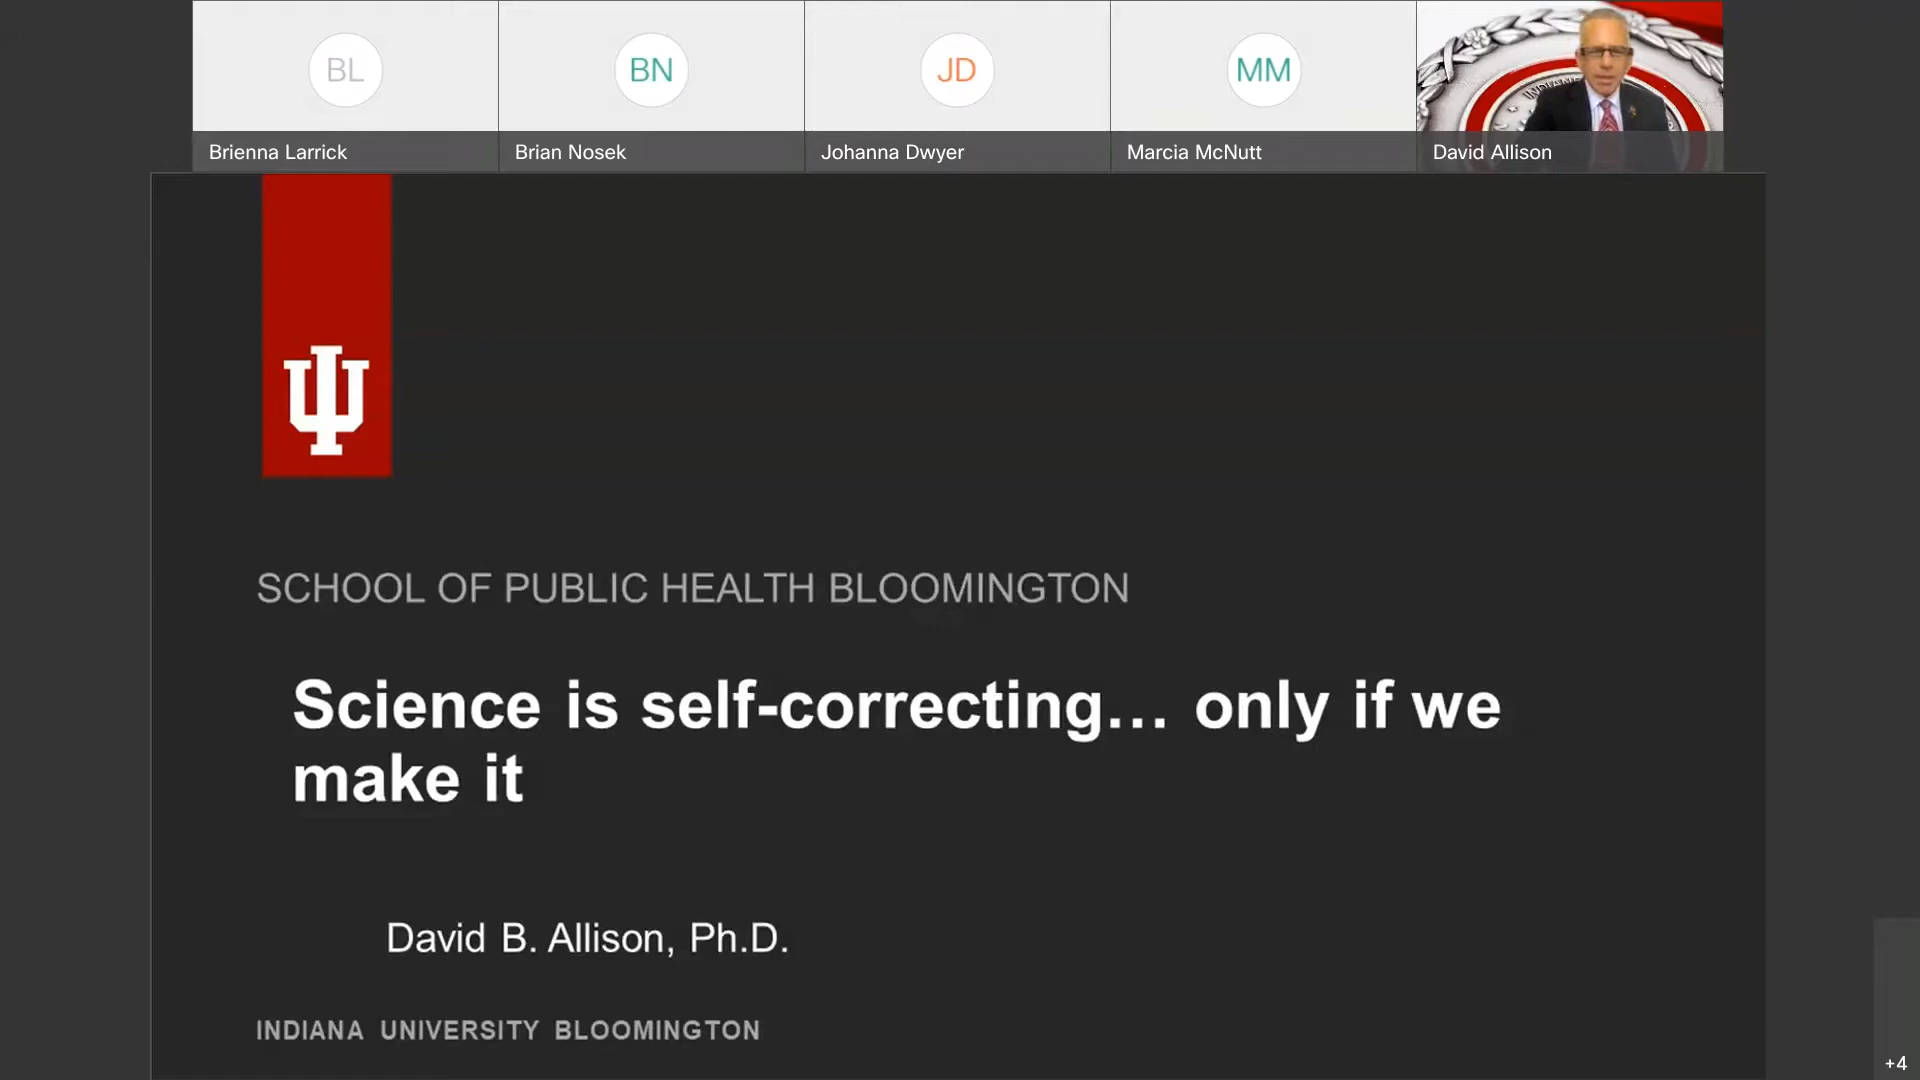 BL
BN
JD
MM
Brienna Larrick
Brian Nosek
Johanna Dwyer
Marcia McNutt
David Allison
SCHOOL OF PUBLIC HEALTH BLOOMINGTON
Science is self-correcting… only if we
make it
David B. Allison, Ph.D.
INDIANA UNIVERSITY BLOOMINGTON
+4